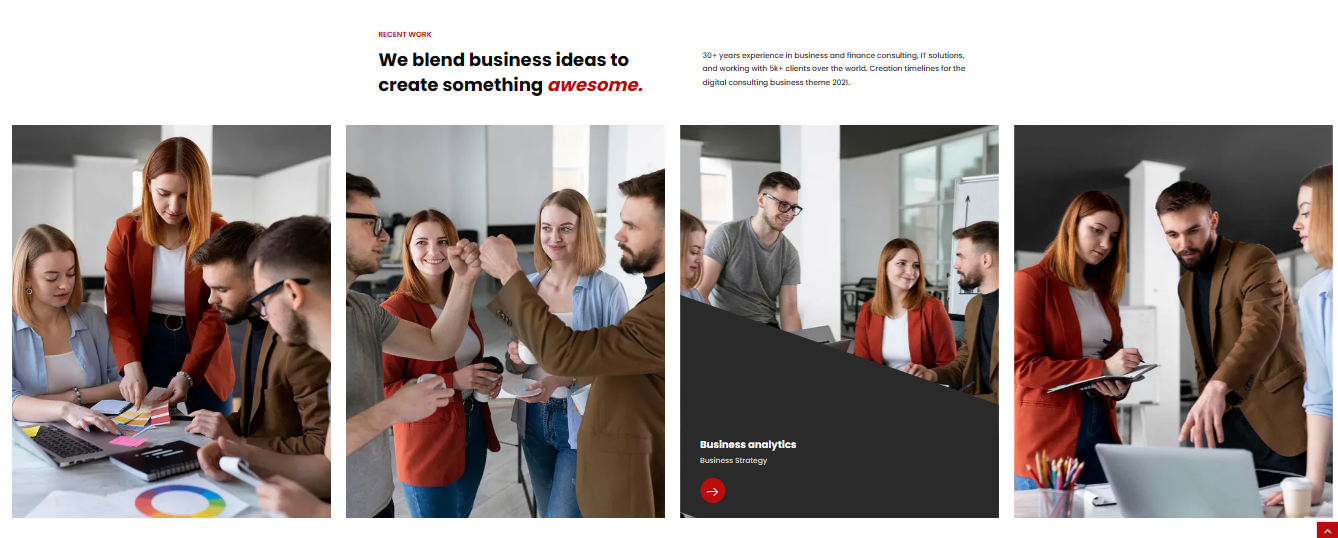 RECENT WORK
We blend business ideas to
create something awesome.
30+ years experience in business and finance consulting, IT solutions,
and working with 5k+ clients over the world. Creation timelines for the
digital consulting business theme 2021.
Business analytics
Business Strategy